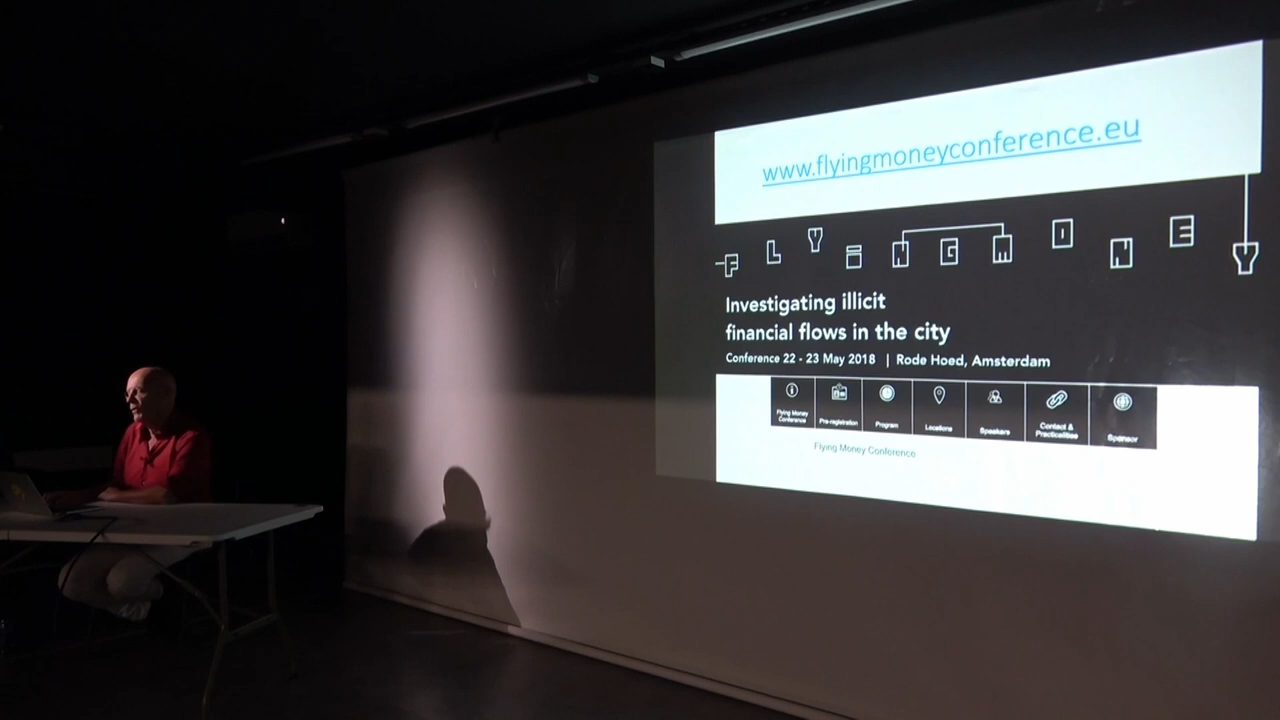 www.flyingmoneyconference.eu
FLYiNGMONEY
Investigating illicit
financial flows in the city
Conference 22 - 23 May 2018 | Rode Hoed, Amsterdam
Flying Money
Conference
Pre-registration
Program
Locations
Speakers
Contact &
Practicalities
Sponsor
Flying Money Conference